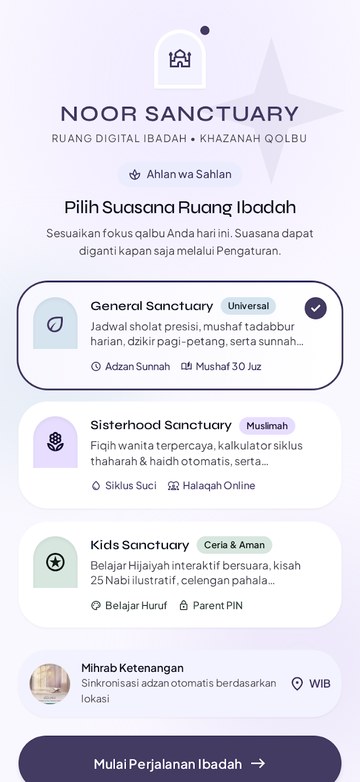 NOOR SANCTUARY
RUANG DIGITAL IBADAH • KHAZANAH QOLBU
Ahlan wa Sahlan
Pilih Suasana Ruang Ibadah
Sesuaikan fokus qalbu Anda hari ini. Suasana dapat
diganti kapan saja melalui Pengaturan.
General Sanctuary Universal
Jadwal sholat presisi, mushaf tadabbur
harian, dzikir pagi-petang, serta sunnah...
Adzan Sunnah Mushaf 30 Juz
Sisterhood Sanctuary Muslimah
Fiqih wanita terpercaya, kalkulator siklus
thaharah & haidh otomatis, serta...
Siklus Suci Halaqah Online
Kids Sanctuary Ceria & Aman
Belajar Hijaiyah interaktif bersuara, kisah
25 Nabi ilustratif, celengan pahala...
Belajar Huruf Parent PIN
Mihrab Ketenangan
Sinkronisasi adzan otomatis berdasarkan
lokasi
WIB
Mulai Perjalanan Ibadah →